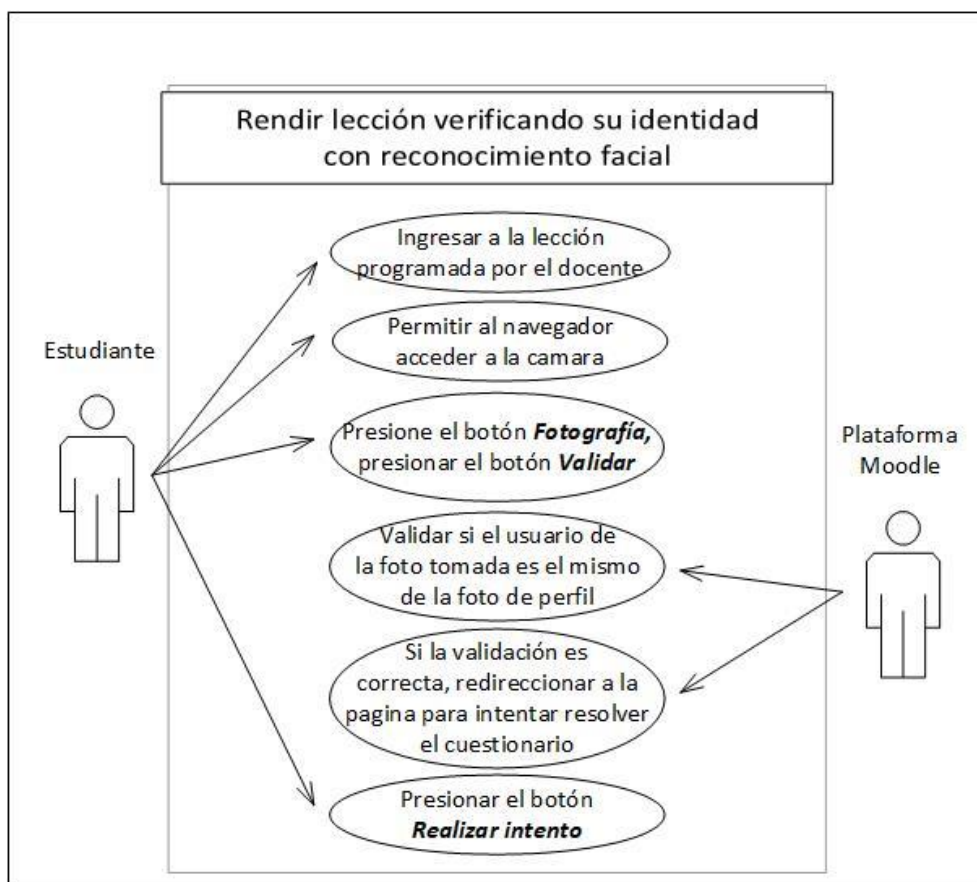 Rendir lección verificando su identidad
con reconocimiento facial
Ingresar a la lección
programada por el docente
Permitir al navegador
acceder a la camara
Estudiante
Presione el botón Fotografía,
presionar el botón Validar
Plataforma
Moodle
Validar si el usuario de
la foto tomada es el mismo
de la foto de perfil
Si la validación es
correcta, redireccionar a la
pagina para intentar resolver
el cuestionario
Presionar el botón
Realizar intento